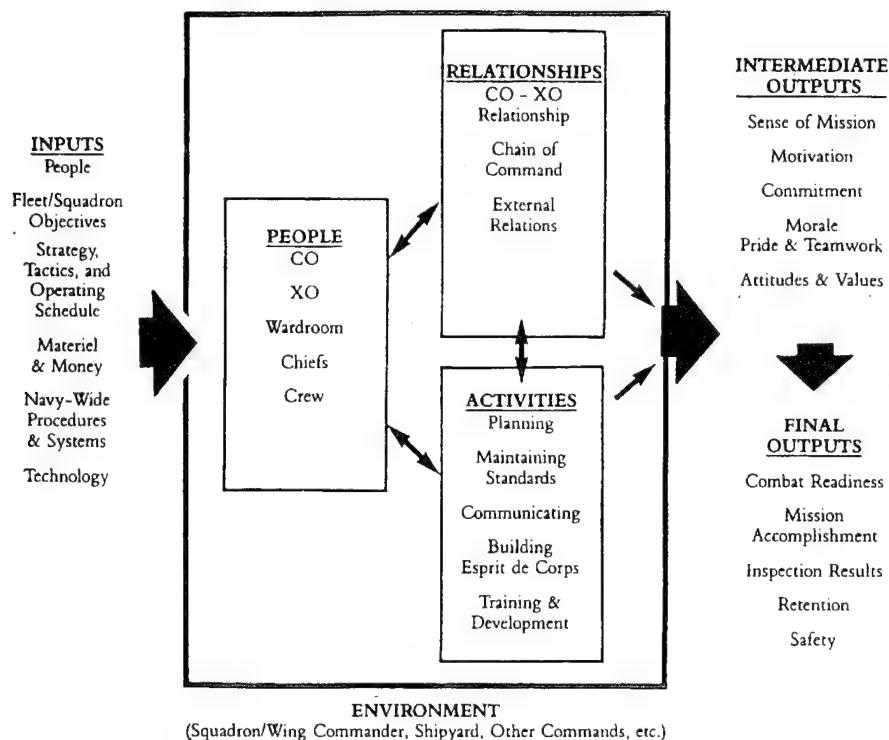 INPUTS
People
Fleet/Squadron
Objectives
Strategy,
Tactics, and
Operating
Schedule
Materiel
& Money
Navy-Wide
Procedures
& Systems
Technology
PEOPLE
CO
XO
Wardroom
Chiefs
Crew
RELATIONSHIPS
CO - XO
Relationship
Chain of
Command
External
Relations
ACTIVITIES
Planning
Maintaining
Standards
Communicating
Building
Esprit de Corps
Training &
Development
INTERMEDIATE
OUTPUTS
Sense of Mission
Motivation
Commitment
Morale
Pride & Teamwork
Attitudes & Values
FINAL
OUTPUTS
Combat Readiness
Mission
Accomplishment
Inspection Results
Retention
Safety
ENVIRONMENT
(Squadron/Wing Commander, Shipyard, Other Commands, etc.)